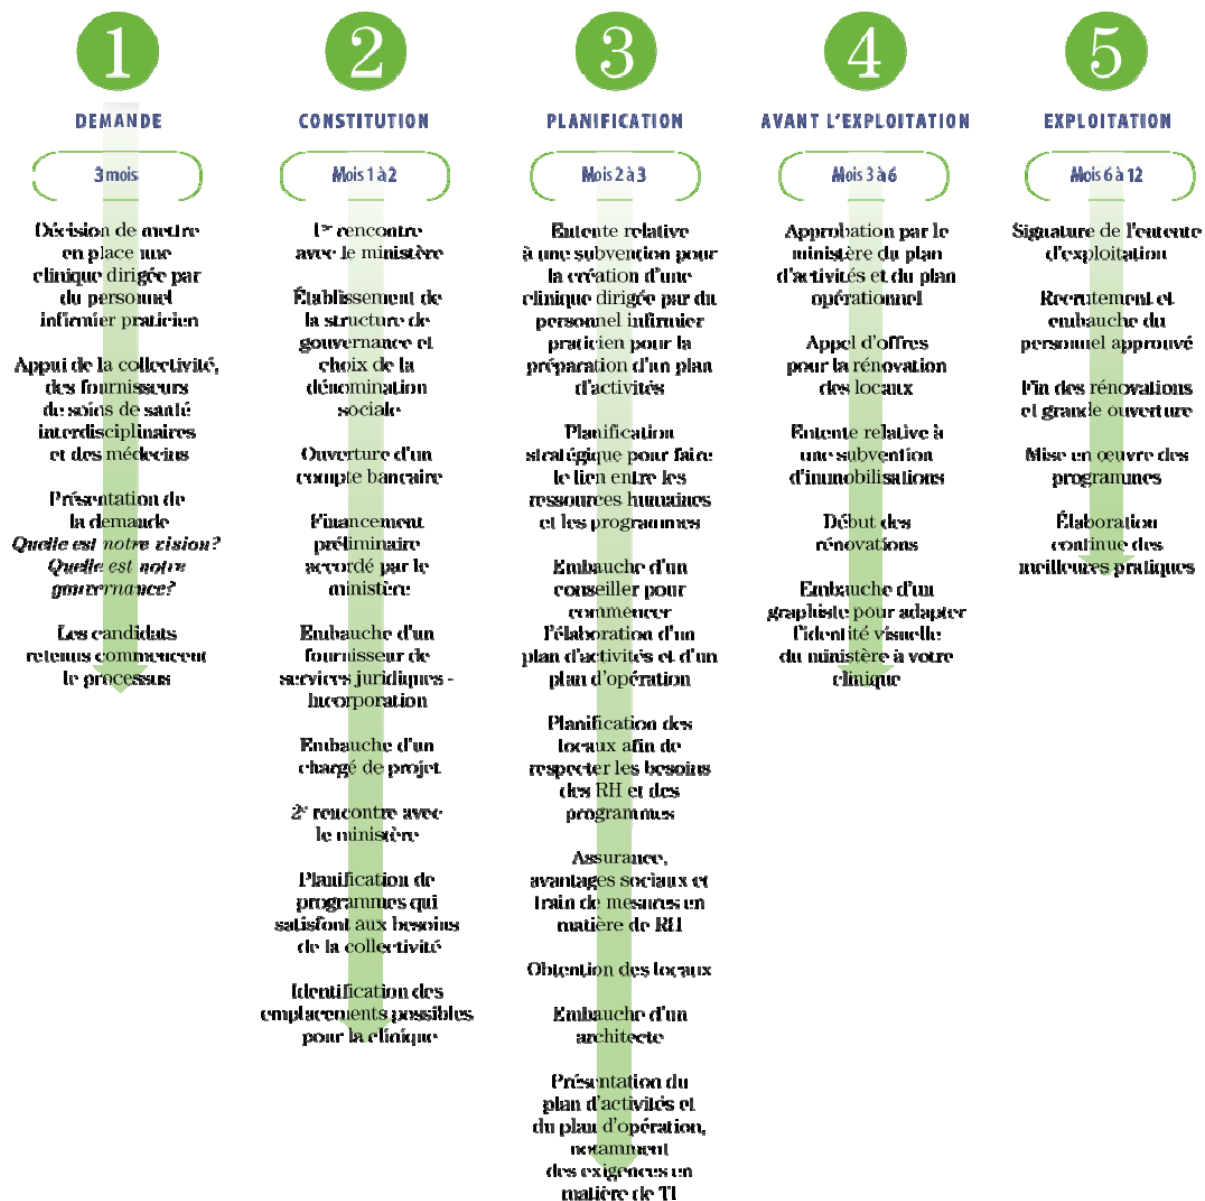 1
DEMANDE
3 mois
Décision de mettre
en place une
clinique dirigée par
du personnel
infirmier praticien
Appui de la collectivité,
des fournisseurs
de soins de santé
interdisciplinaires
et des médecins
Présentation de
la demande
Quelle est notre vision?
Quelle est notre
gouvernance?
Les candidats
retenus commencent
le processus
2
CONSTITUTION
Mois 1 à 2
1re rencontre
avec le ministère
Établissement de
la structure de
gouvernance et
choix de la
dénomination
sociale
Ouverture d'un
compte bancaire
Financement
préliminaire
accordé par le
ministère
Embauche d'un
fournisseur de
services juridiques -
Incorporation
Embauche d'un
chargé de projet
2e rencontre avec
le ministère
Planification de
programmes qui
satisfont aux besoins
de la collectivité
Identification des
emplacements possibles
pour la clinique
3
PLANIFICATION
Mois 2 à 3
Entente relative
à une subvention pour
la création d'une
clinique dirigée par du
personnel infirmier
praticien pour la
préparation d'un plan
d'activités
Planification
stratégique pour faire
le lien entre les
ressources humaines
et les programmes
Embauche d'un
conseiller pour
commencer
l'élaboration d'un
plan d'activités et d'un
plan d'opération
Planification des
locaux afin de
respecter les besoins
des RH et des
programmes
Assurance,
avantages sociaux et
train de mesures en
matière de RH
Obtention des locaux
Embauche d'un
architecte
Présentation du
plan d'activités et
du plan d'opération,
notamment
des exigences en
matière de TI
4
AVANT L'EXPLOITATION
Mois 3 à 6
Approbation par le
ministère du plan
d'activités et du plan
opérationnel
Appel d'offres
pour la rénovation
des locaux
Entente relative à
une subvention
d'immobilisations
Début des
rénovations
Embauche d'un
graphiste pour adapter
l'identité visuelle
du ministère à votre
clinique
5
EXPLOITATION
Mois 6 à 12
Signature de l'entente
d'exploitation
Recrutement et
embauche du
personnel approuvé
Fin des rénovations
et grande ouverture
Mise en œuvre des
programmes
Élaboration
continue des
meilleures pratiques